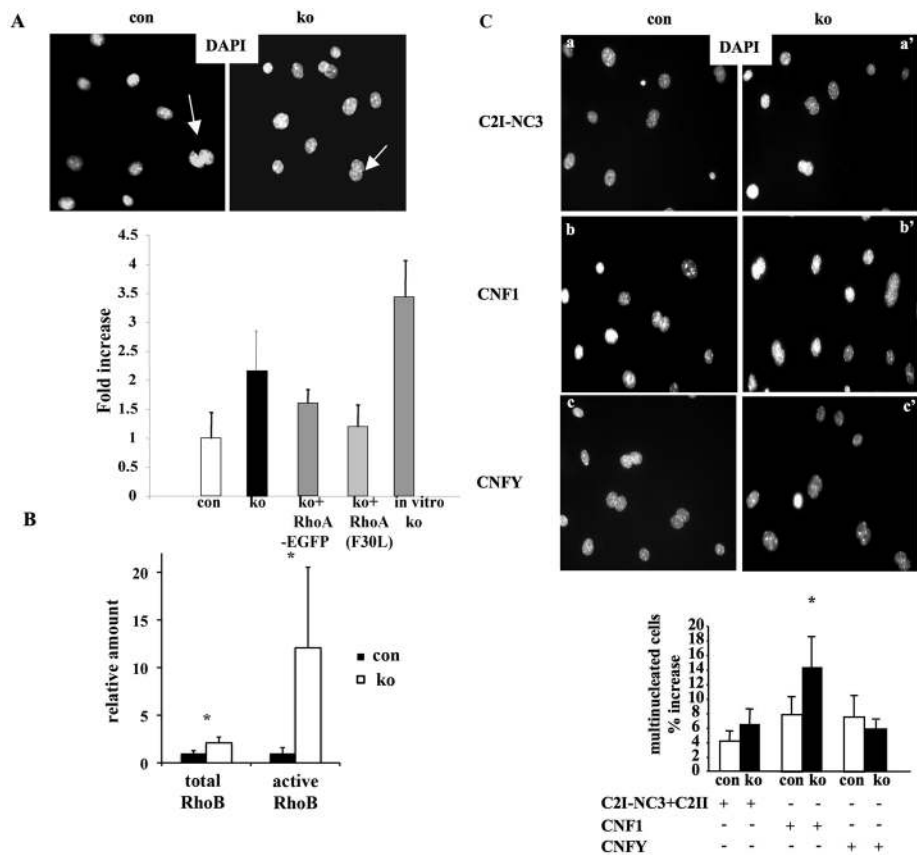 A
con
ko
DAPI
4.5
4
3.5
3
2.5
2
1.5
1
0.5
0
Fold increase
con
ko
ko+ RhoA -EGFP
ko+ RhoA (F30L)
in vitro ko
B
*
*
20
15
10
5
0
relative amount
con
ko
total RhoB
active RhoB
C
con
ko
DAPI
a
a'
C2I-NC3
b
b'
CNF1
c
c'
CNFY
*
20
18
16
14
12
10
8
6
4
2
0
multinucleated cells % increase
con ko con ko con ko
C2I-NC3+C2II + + - - - -
CNF1 - - + + - -
CNFY - - - - + +